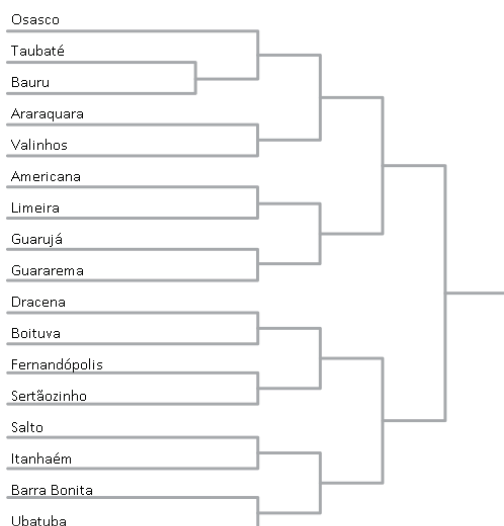 Osasco
Taubaté
Bauru
Araraquara
Valinhos
Americana
Limeira
Guarujá
Guararema
Dracena
Boituva
Fernandópolis
Sertãozinho
Salto
Itanhaém
Barra Bonita
Ubatuba